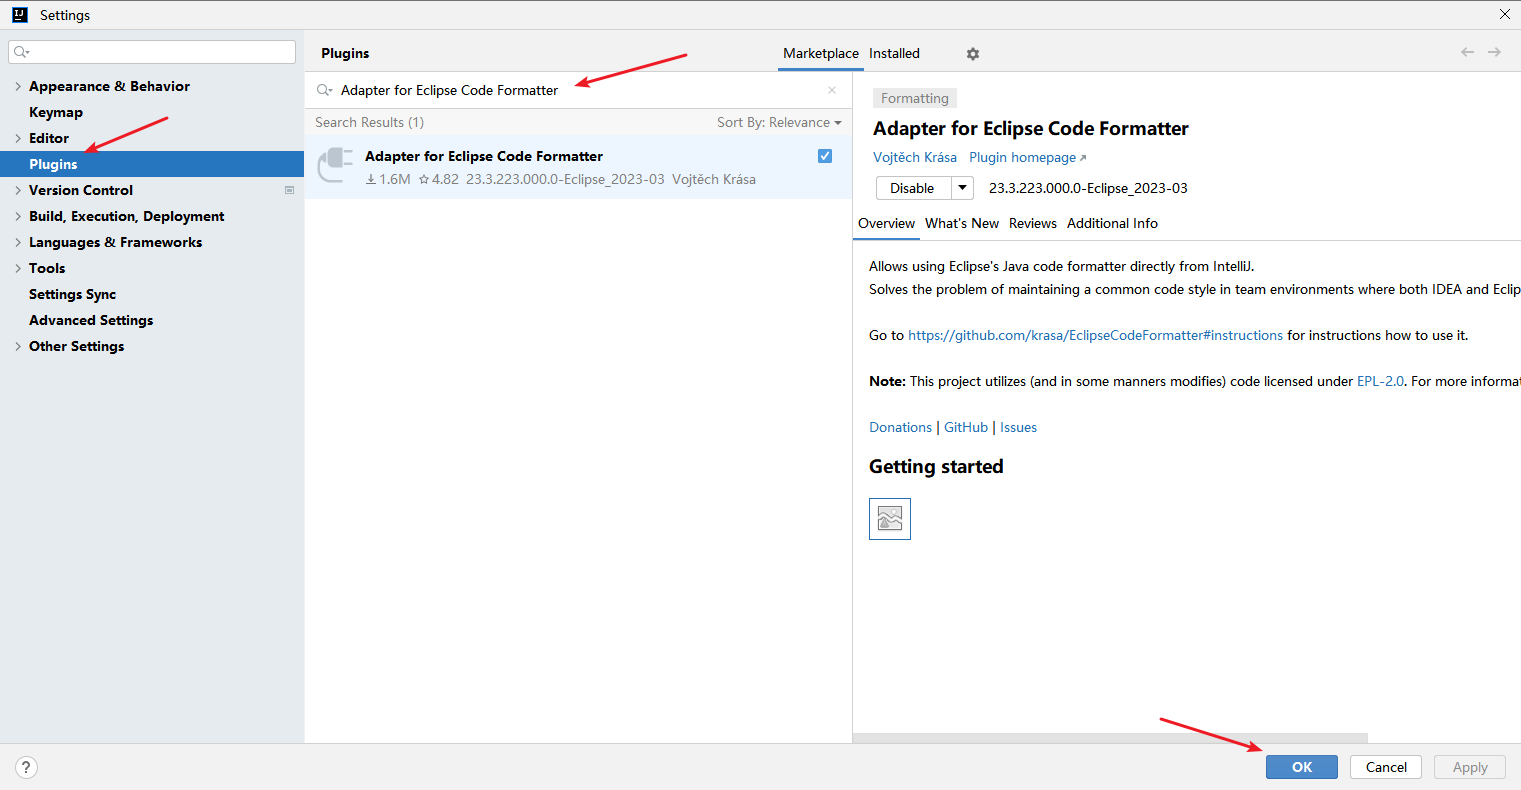 Settings
Appearance & Behavior
Keymap
Editor
Plugins
Version Control
Build, Execution, Deployment
Languages & Frameworks
Tools
Settings Sync
Advanced Settings
Other Settings
Plugins
Marketplace Installed
Adapter for Eclipse Code Formatter
Search Results (1) Sort By: Relevance
Adapter for Eclipse Code Formatter
1.6M 4.82 23.3.223.000.0-Eclipse_2023-03 Vojtěch Krása
Formatting
Adapter for Eclipse Code Formatter
Vojtěch Krása Plugin homepage
Disable 23.3.223.000.0-Eclipse_2023-03
Overview What's New Reviews Additional Info
Allows using Eclipse's Java code formatter directly from IntelliJ.
Solves the problem of maintaining a common code style in team environments where both IDEA and Eclip
Go to https://github.com/krasa/EclipseCodeFormatter#instructions for instructions how to use it.
Note: This project utilizes (and in some manners modifies) code licensed under EPL-2.0. For more informat
Donations | GitHub | Issues
Getting started
? OK Cancel Apply